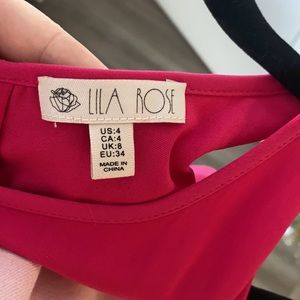 LILA ROSE
US:4
CA:4
UK:8
EU:34
MADE IN
CHINA